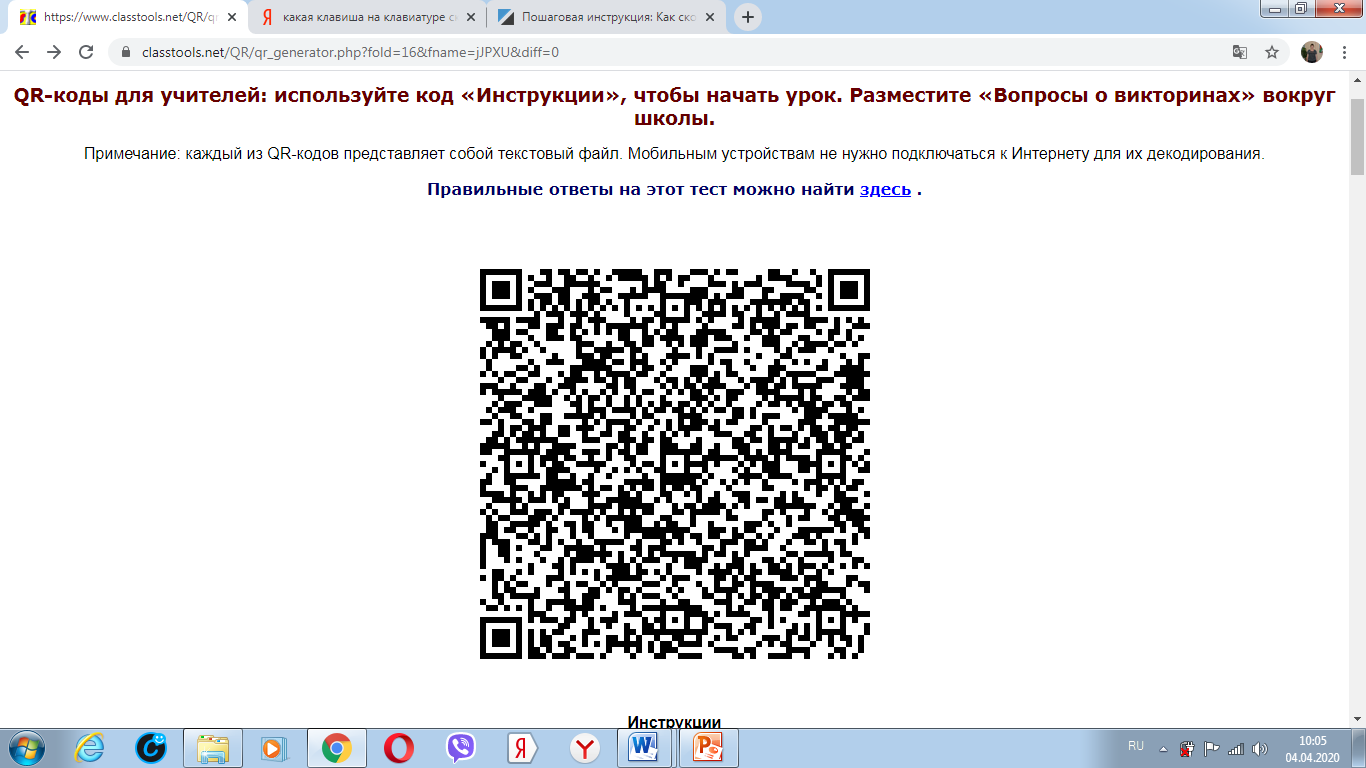 https://www.classtools.net/QR/q
какая клавиша на клавиатуре с
Пошаговая инструкция: Как ско
classtools.net/QR/qr_generator.php?fold=16&fname=jJPXU&diff=0
QR-коды для учителей: используйте код «Инструкции», чтобы начать урок. Разместите «Вопросы о викторинах» вокруг
школы.
Примечание: каждый из QR-кодов представляет собой текстовый файл. Мобильным устройствам не нужно подключаться к Интернету для их декодирования.
Правильные ответы на этот тест можно найти здесь .
Инструкции
RU
10:05
04.04.2020